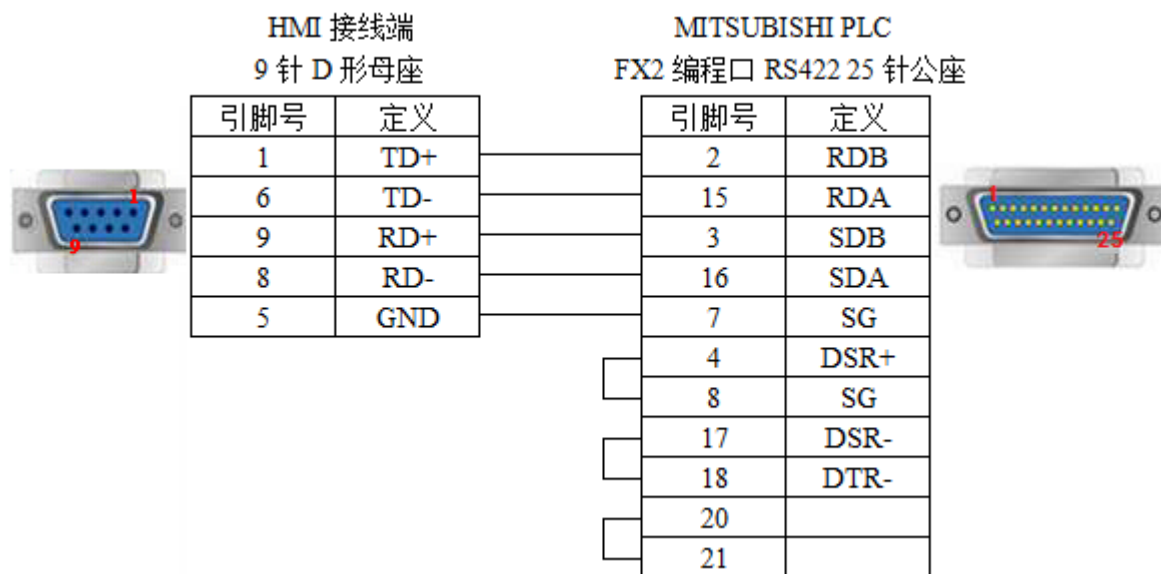 HMI 接线端
9 针 D 形母座
引脚号 定义
1 TD+
6 TD-
9 RD+
8 RD-
5 GND
1
9
MITSUBISHI PLC
FX2 编程口 RS422 25 针公座
引脚号 定义
2 RDB
15 RDA
3 SDB
16 SDA
7 SG
4 DSR+
8 SG
17 DSR-
18 DTR-
20
21
1
25